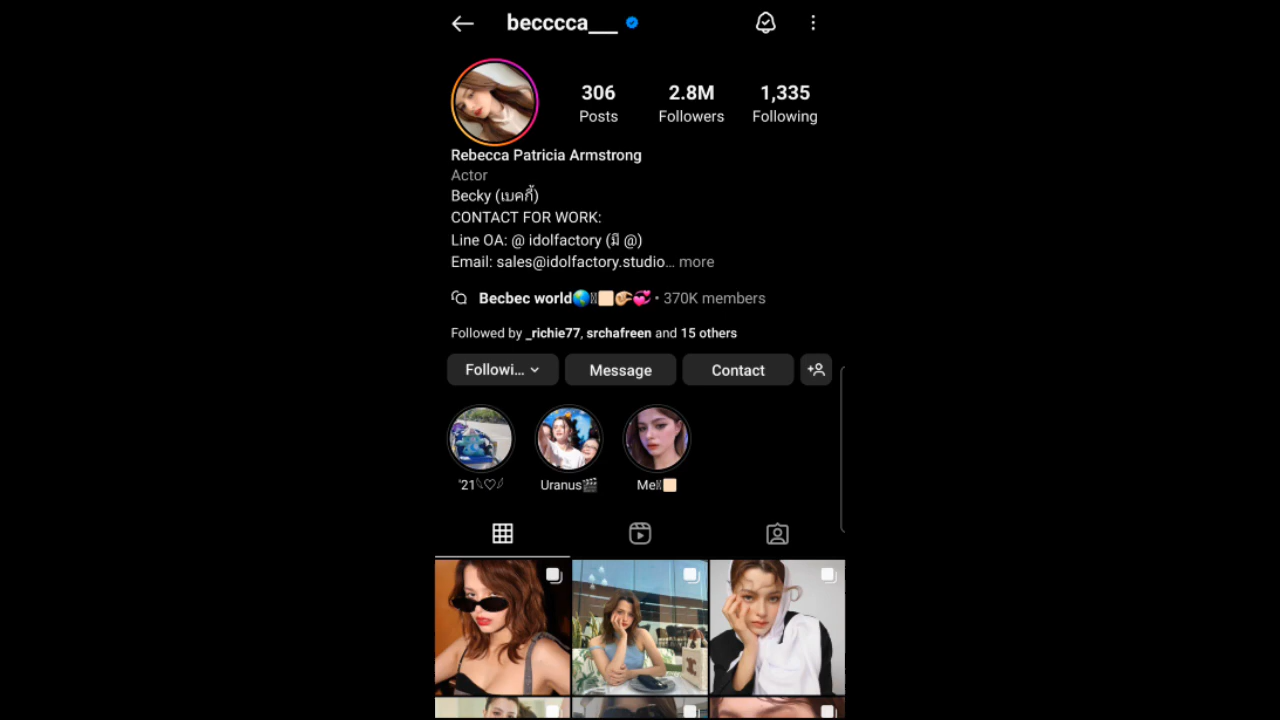 becccca___
306 2.8M 1,335
Posts Followers Following
Rebecca Patricia Armstrong
Actor
Becky (เบคกี้)
CONTACT FOR WORK:
Line OA: @ idolfactory (มี @)
Email: sales@idolfactory.studio... more
Becbec world🌎⛓🏻👊🏼💞 • 370K members
Followed by _richie77, srchafreen and 15 others
Followi... Message Contact
'21♡ Uranus🎬 Me⛓🏻